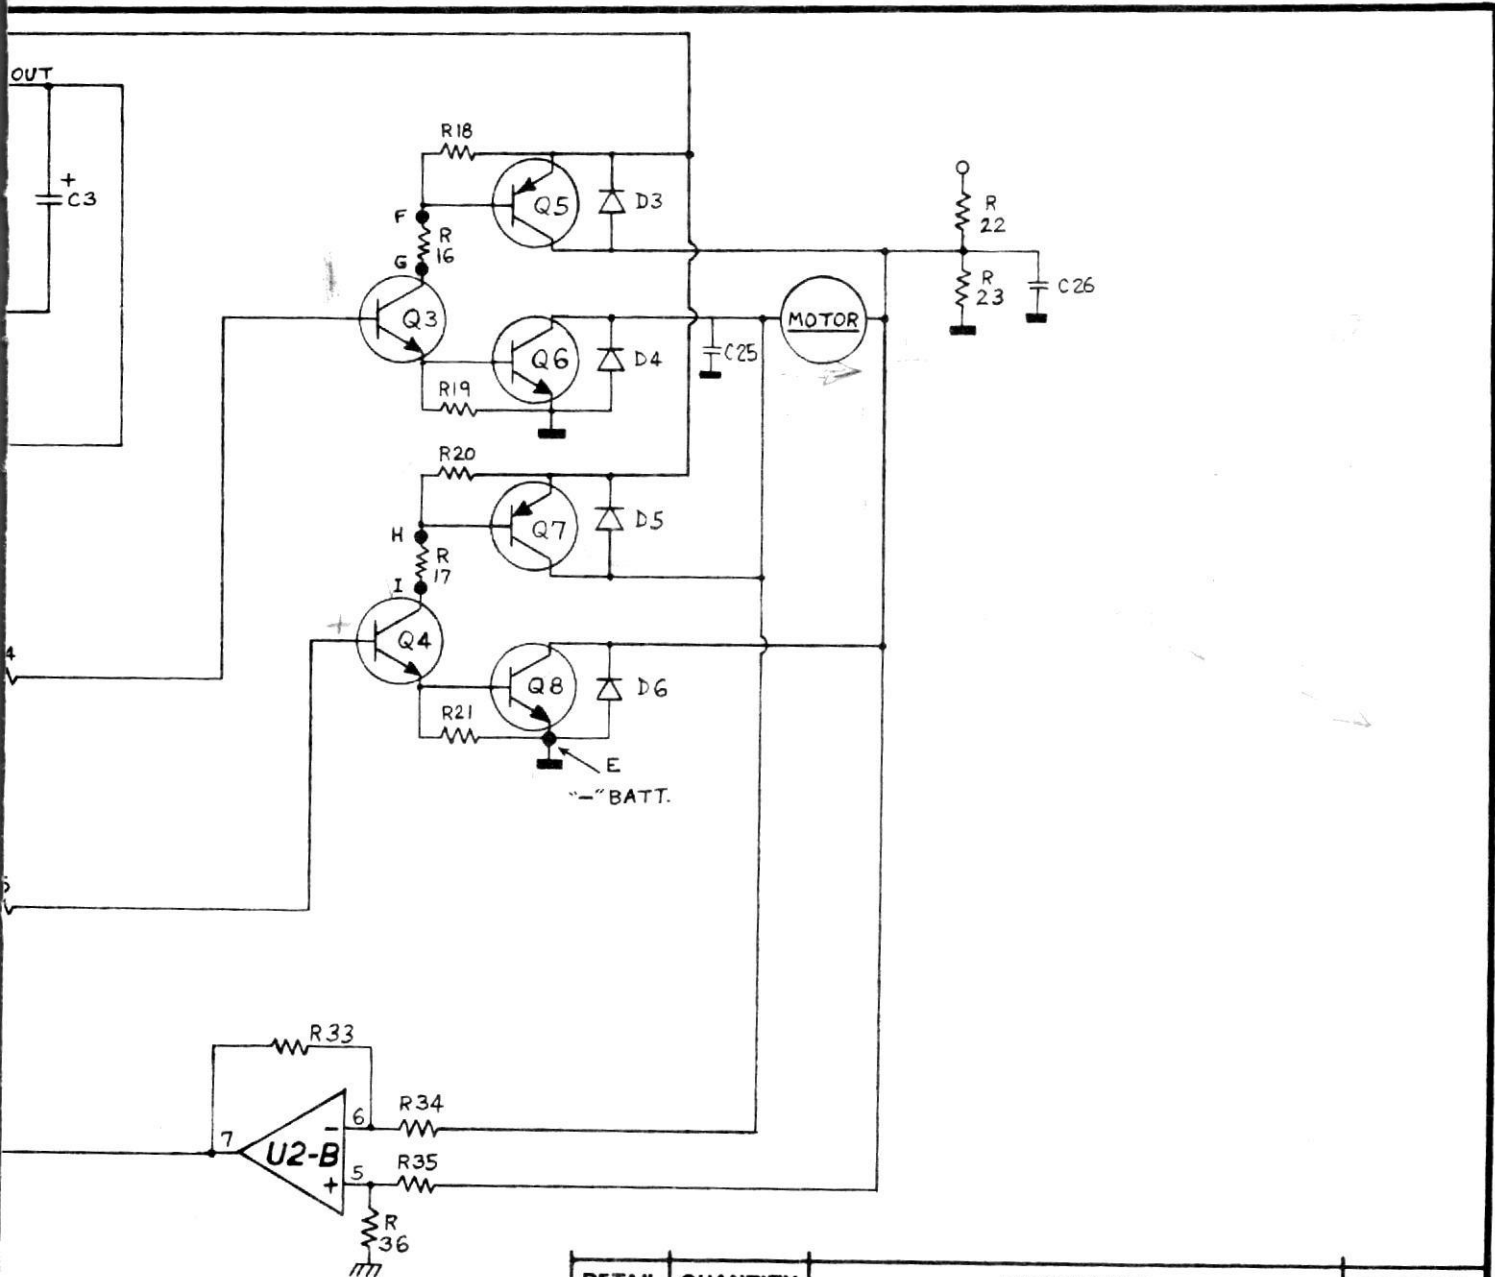 OUT
+
C3
R18
Q5
D3
F
R
16
G
Q3
R
22
R
23
C26
MOTOR
Q6
D4
C25
R19
R20
Q7
D5
H
R
17
I
+
Q4
4
Q8
D6
R21
E
"−" BATT.
R33
6
R34
7
−
U2-B
+
5
R35
R
36